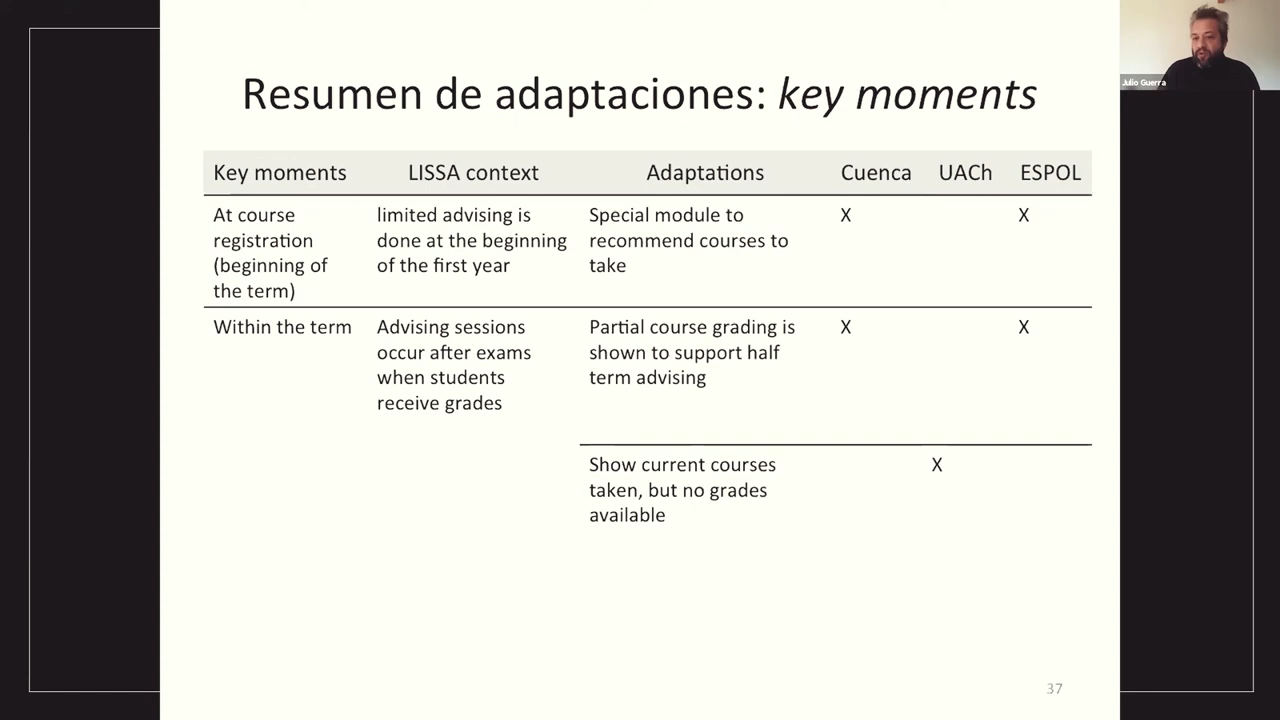 Resumen de adaptaciones: key moments
Julio Guerra
Key moments LISSA context Adaptations Cuenca UACh ESPOL
At course limited advising is Special module to X X
registration done at the beginning recommend courses to
(beginning of of the first year take
the term)
Within the term Advising sessions Partial course grading is X X
occur after exams shown to support half
when students term advising
receive grades
Show current courses X
taken, but no grades
available
37